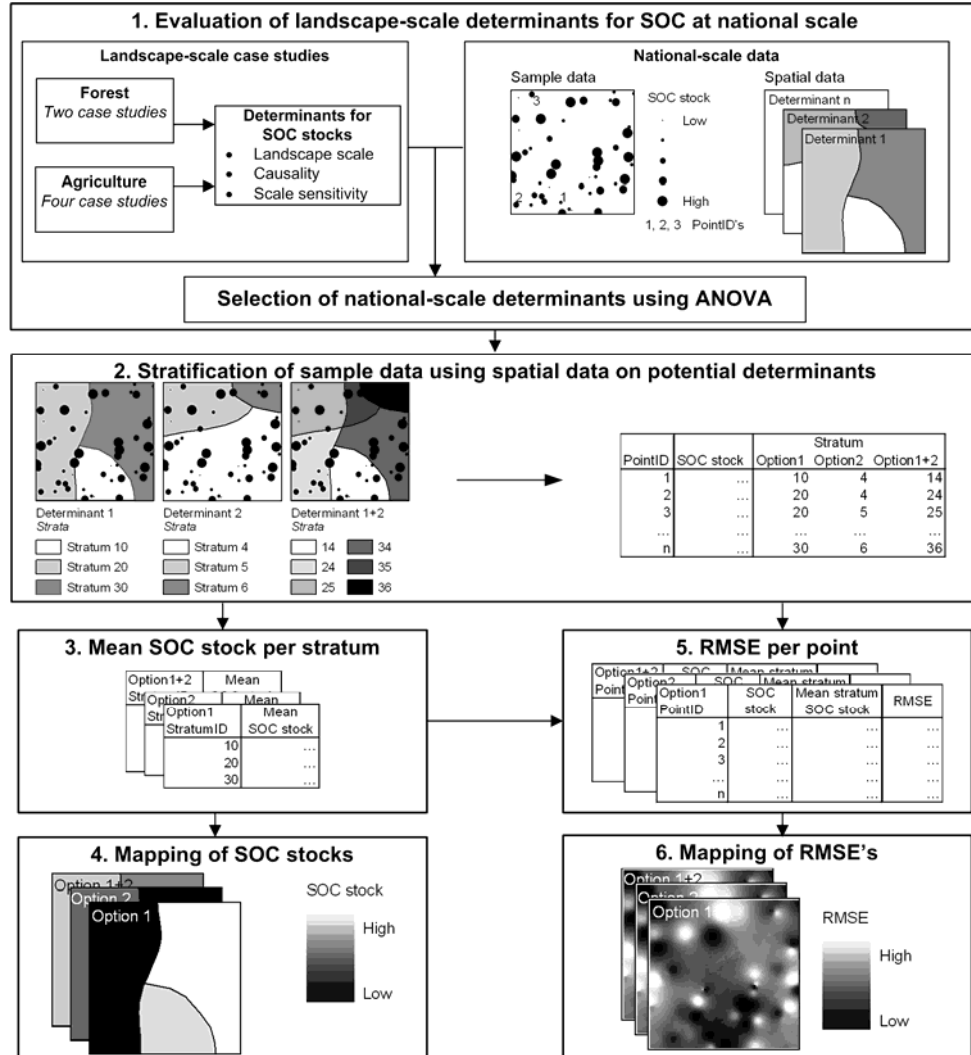 1. Evaluation of landscape-scale determinants for SOC at national scale
Landscape-scale case studies
Forest
Two case studies
Agriculture
Four case studies
Determinants for
SOC stocks
• Landscape scale
• Causality
• Scale sensitivity
National-scale data
Sample data
3
2
1
SOC stock
Low
High
1, 2, 3 PointID's
Spatial data
Determinant n
Determinant 2
Determinant 1
Selection of national-scale determinants using ANOVA
2. Stratification of sample data using spatial data on potential determinants
Determinant 1
Strata
Stratum 10
Stratum 20
Stratum 30
Determinant 2
Strata
Stratum 4
Stratum 5
Stratum 6
Determinant 1+2
Strata
14 34
24 35
25 36
Stratum
PointID SOC stock Option1 Option2 Option1+2
1 ... 10 4 14
2 ... 20 4 24
3 ... 20 5 25
... ... ... ...
n ... 30 6 36
3. Mean SOC stock per stratum
Option1+2 Mean
Option2 Mean
Option1 Mean
StratumID SOC stock
10 ...
20 ...
30 ...
5. RMSE per point
Option1+2 SOC Mean stratum
Option2 SOC Mean stratum
Option1 SOC Mean stratum RMSE
PointID stock SOC stock
1 ... ... ...
2 ... ... ...
3 ... ... ...
... ... ... ...
n ... ... ...
4. Mapping of SOC stocks
Option 1+2
Option 2
Option 1
SOC stock
High
Low
6. Mapping of RMSE's
Option 1+2
Option 2
Option 1
RMSE
High
Low